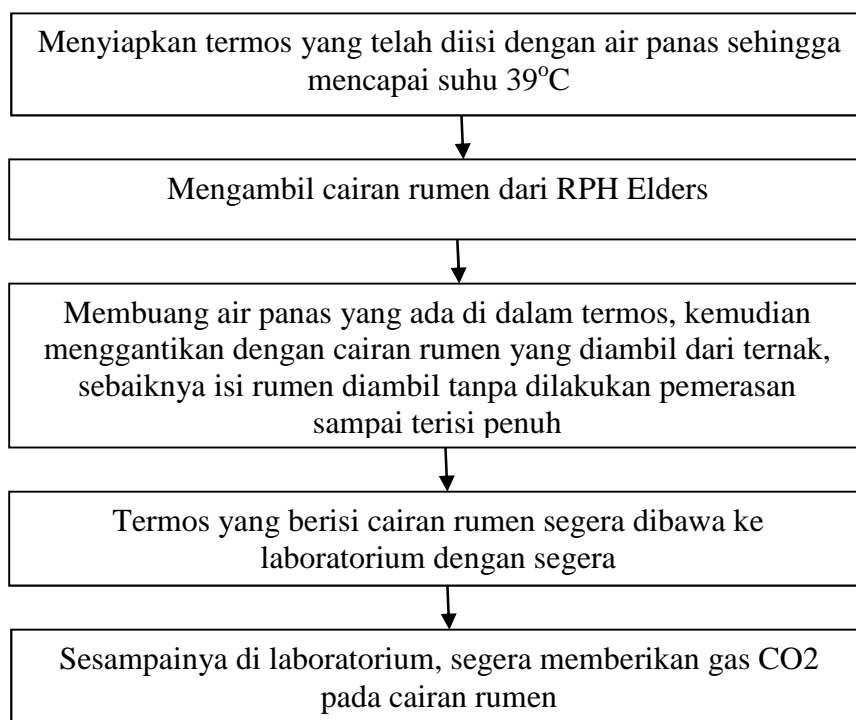 Menyiapkan termos yang telah diisi dengan air panas sehingga
mencapai suhu 39°C
Mengambil cairan rumen dari RPH Elders
Membuang air panas yang ada di dalam termos, kemudian
menggantikan dengan cairan rumen yang diambil dari ternak,
sebaiknya isi rumen diambil tanpa dilakukan pemerasan
sampai terisi penuh
Termos yang berisi cairan rumen segera dibawa ke
laboratorium dengan segera
Sesampainya di laboratorium, segera memberikan gas CO2
pada cairan rumen